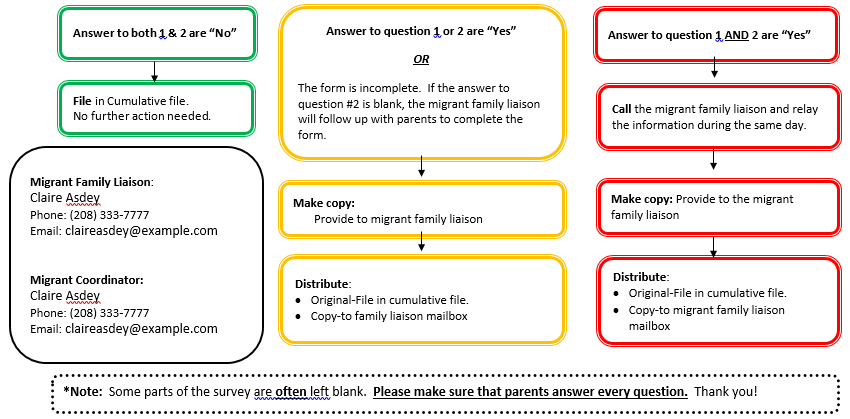 Answer to both 1 & 2 are “No”
File in Cumulative file.
No further action needed.
Migrant Family Liaison:
Claire Asdey
Phone: (208) 333-7777
Email: claireasdey@example.com
Migrant Coordinator:
Claire Asdey
Phone: (208) 333-7777
Email: claireasdey@example.com
Answer to question 1 or 2 are “Yes”
OR
The form is incomplete.  If the answer to
question #2 is blank, the migrant family liaison
will follow up with parents to complete the
form.
Make copy:
Provide to migrant family liaison
Distribute:
• Original-File in cumulative file.
• Copy-to family liaison mailbox
Answer to question 1 AND 2 are “Yes”
Call the migrant family liaison and relay
the information during the same day.
Make copy: Provide to the migrant
family liaison
Distribute:
• Original-File in cumulative file.
• Copy-to migrant family liaison
mailbox
*Note:  Some parts of the survey are often left blank.  Please make sure that parents answer every question.  Thank you!